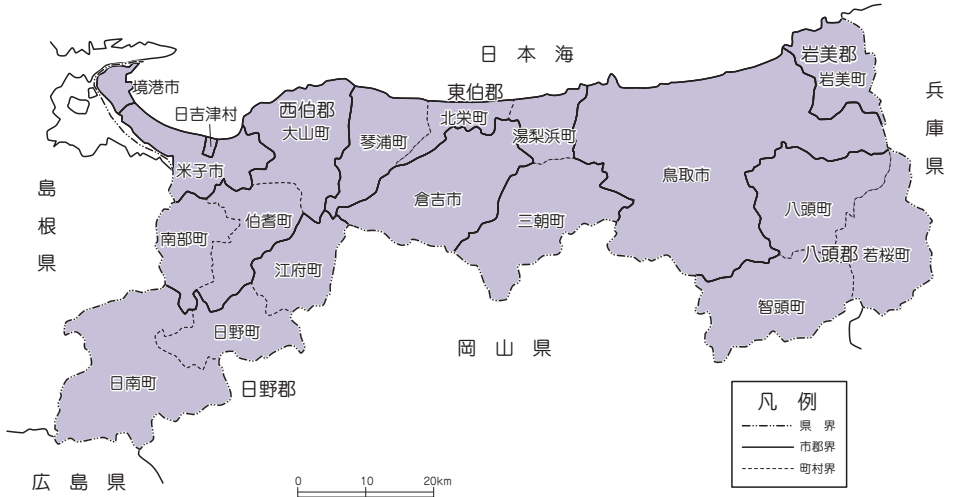 日本海
岩美郡
岩美町
兵庫県
境港市
日吉津村
西伯郡
大山町
東伯郡
北栄町
琴浦町
湯梨浜町
米子市
鳥取市
島根県
倉吉市
三朝町
八頭町
伯耆町
南部町
江府町
八頭郡
若桜町
智頭町
日野町
岡山県
日南町
日野郡
広島県
0 10 20km
凡例
県界
市郡界
町村界